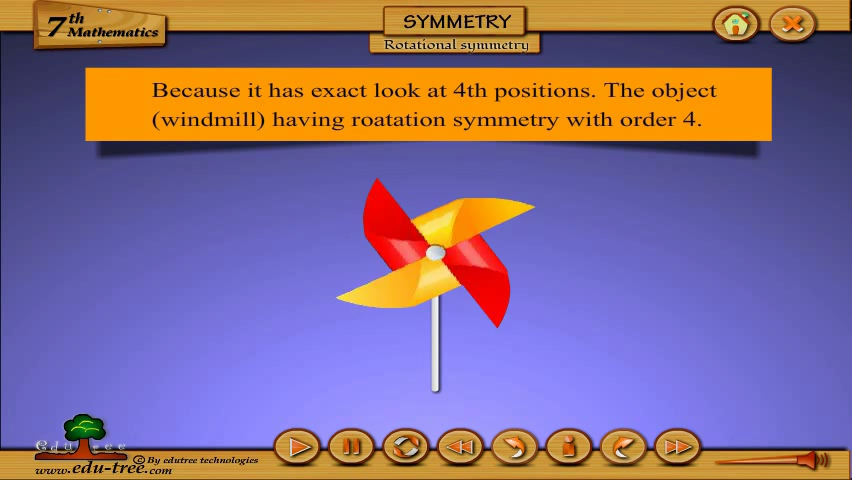 7th
Mathematics
SYMMETRY
Rotational symmetry
Because it has exact look at 4th positions. The object
(windmill) having roatation symmetry with order 4.
Edutree
© By edutree technologies
www.edu-tree.com